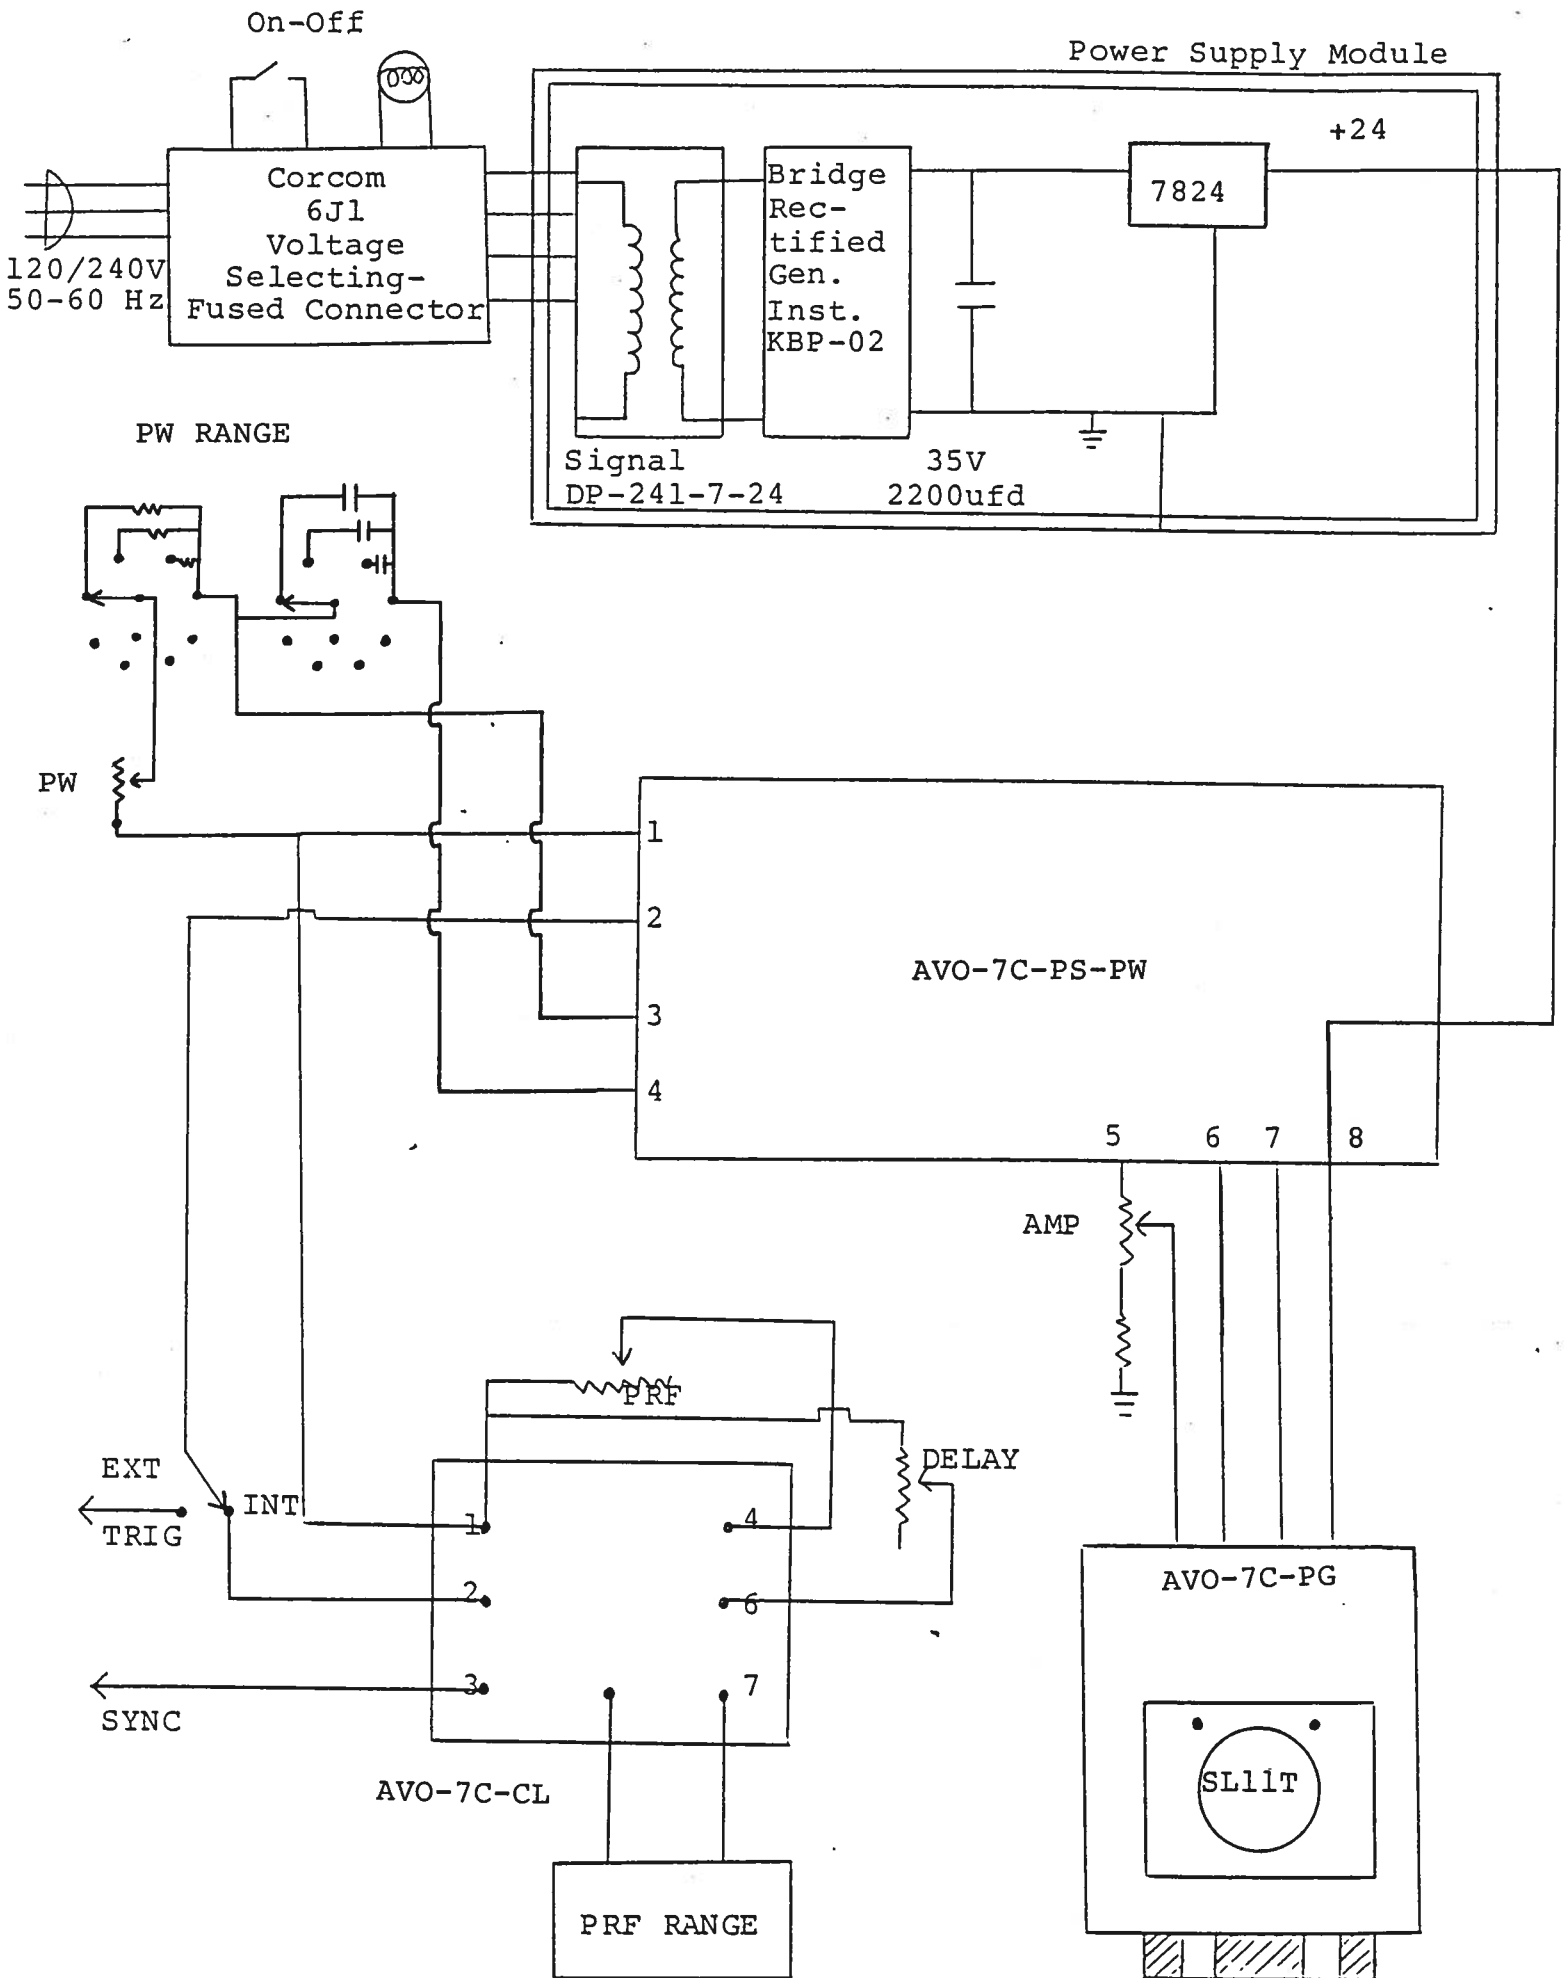 On-Off
Power Supply Module
+24
Corcom
6J1
Voltage
Selecting-
Fused Connector
120/240V
50-60 Hz
Bridge
Rec-
tified
Gen.
Inst.
KBP-02
7824
Signal
DP-241-7-24
35V
2200ufd
PW RANGE
PW
1
2
3
4
AVO-7C-PS-PW
5 6 7 8
AMP
PRF
DELAY
EXT
TRIG
INT
1
2
3
4
6
7
SYNC
AVO-7C-CL
PRF RANGE
AVO-7C-PG
SL11T